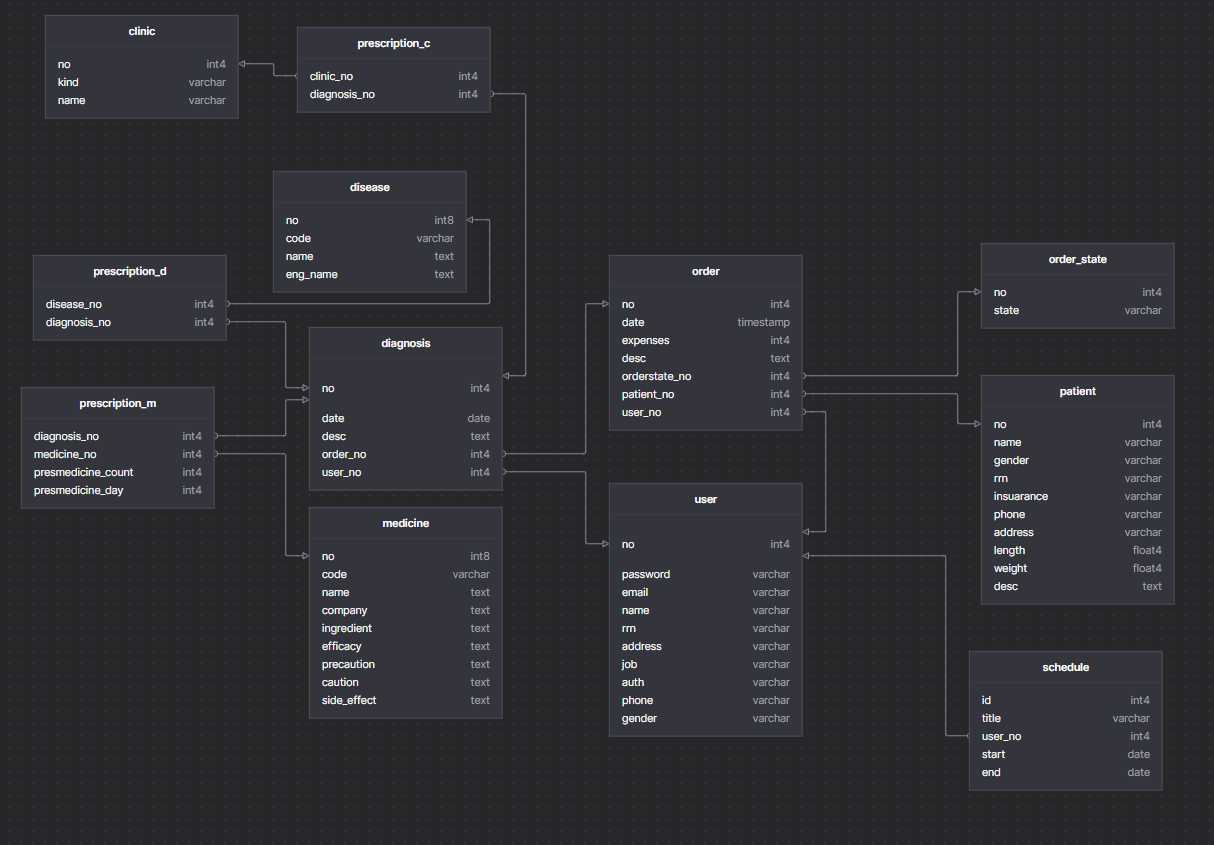 clinic
no int4
kind varchar
name varchar
prescription_c
clinic_no int4
diagnosis_no int4
disease
no int8
code varchar
name text
eng_name text
prescription_d
disease_no int4
diagnosis_no int4
diagnosis
no int4
date date
desc text
order_no int4
user_no int4
prescription_m
diagnosis_no int4
medicine_no int4
presmedicine_count int4
presmedicine_day int4
medicine
no int8
code varchar
name text
company text
ingredient text
efficacy text
precaution text
caution text
side_effect text
order
no int4
date timestamp
expenses int4
desc text
orderstate_no int4
patient_no int4
user_no int4
user
no int4
password varchar
email varchar
name varchar
rrn varchar
address varchar
job varchar
auth varchar
phone varchar
gender varchar
order_state
no int4
state varchar
patient
no int4
name varchar
gender varchar
rrn varchar
insuarance varchar
phone varchar
address varchar
length float4
weight float4
desc text
schedule
id int4
title varchar
user_no int4
start date
end date